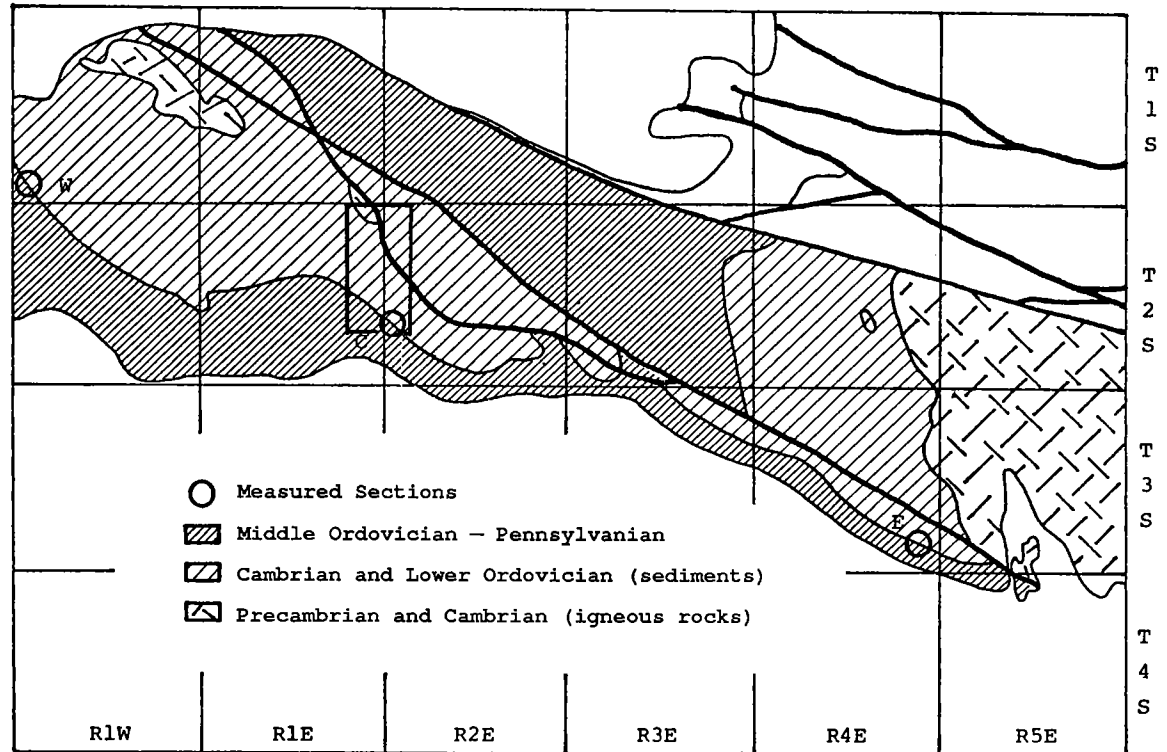 T
1
S
W
T
2
S
C
T
3
S
E
Measured Sections
Middle Ordovician — Pennsylvanian
Cambrian and Lower Ordovician (sediments)
Precambrian and Cambrian (igneous rocks)
T
4
S
R1W R1E R2E R3E R4E R5E